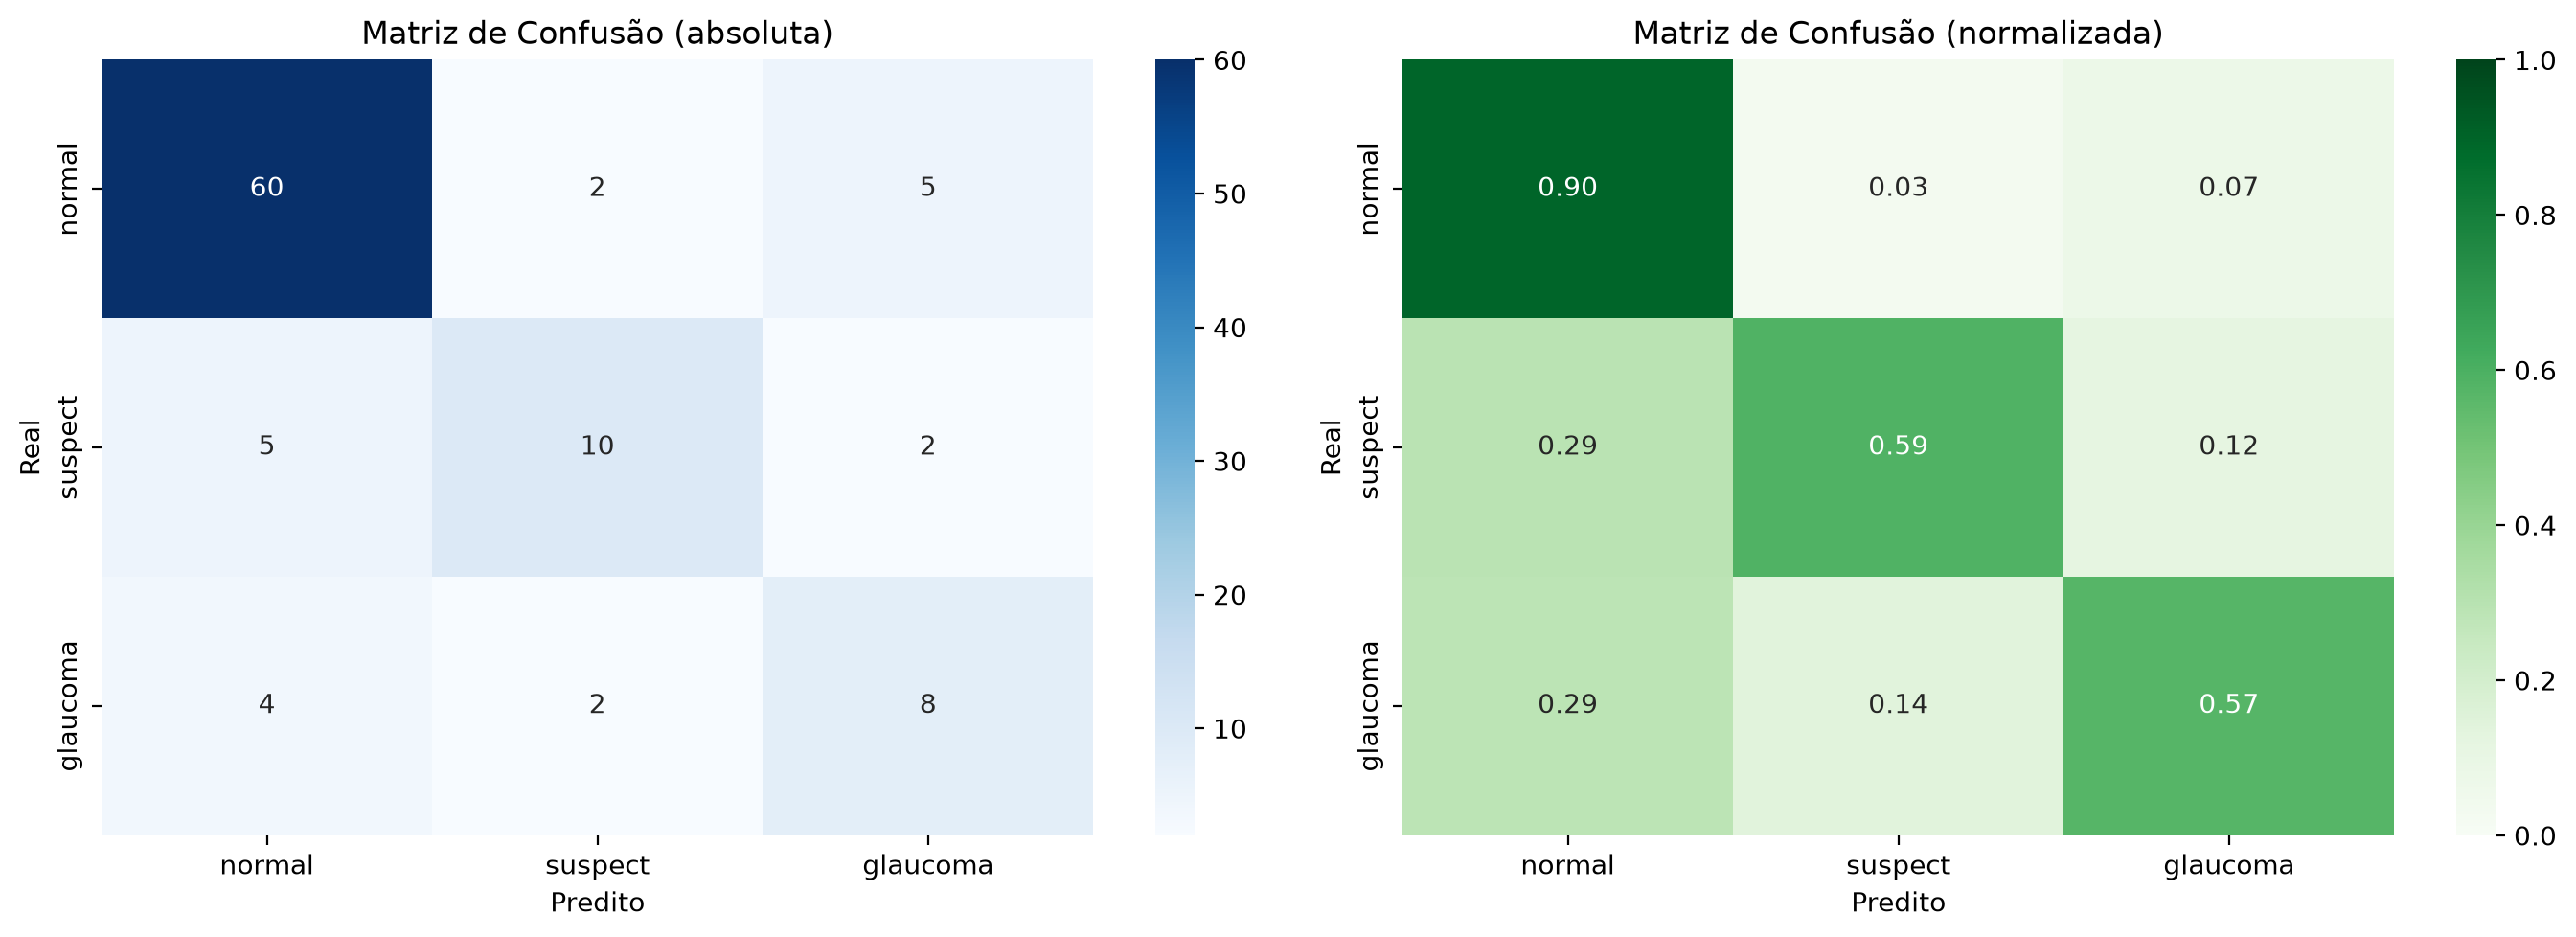 Matriz de Confusão (absoluta)
Real
normal
suspect
glaucoma
60 2 5
5 10 2
4 2 8
normal suspect glaucoma
Predito
60
50
40
30
20
10
Matriz de Confusão (normalizada)
Real
normal
suspect
glaucoma
0.90 0.03 0.07
0.29 0.59 0.12
0.29 0.14 0.57
normal suspect glaucoma
Predito
1.0
0.8
0.6
0.4
0.2
0.0